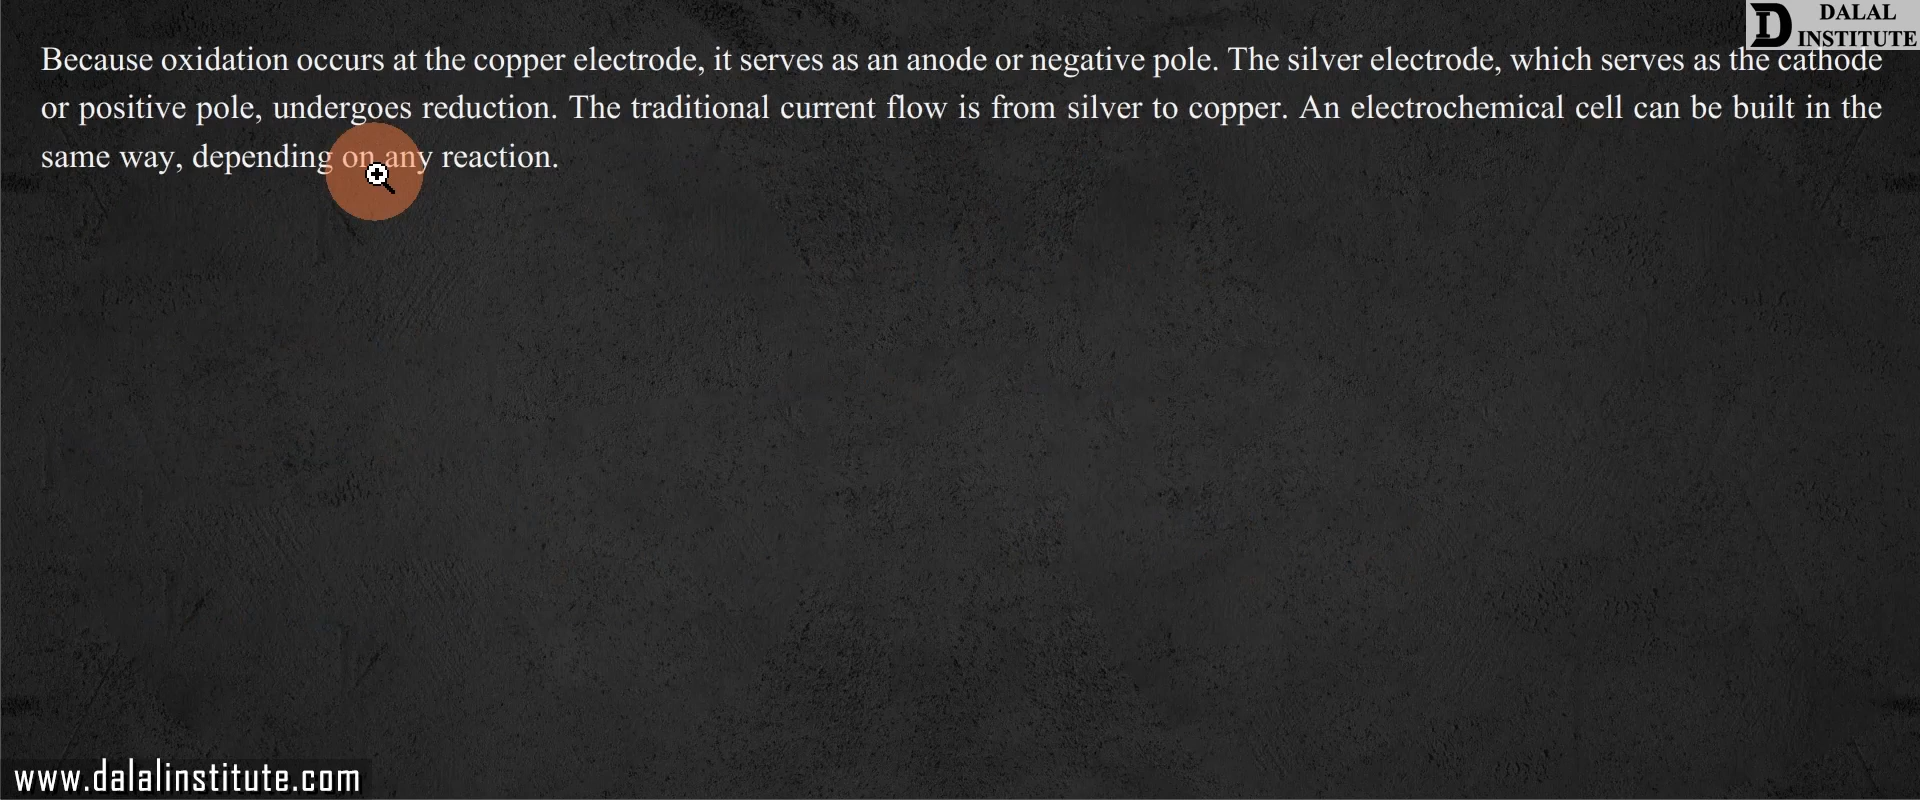 DALAL
INSTITUTE
Because oxidation occurs at the copper electrode, it serves as an anode or negative pole. The silver electrode, which serves as the cathode
or positive pole, undergoes reduction. The traditional current flow is from silver to copper. An electrochemical cell can be built in the
same way, depending on any reaction.
www.dalalinstitute.com